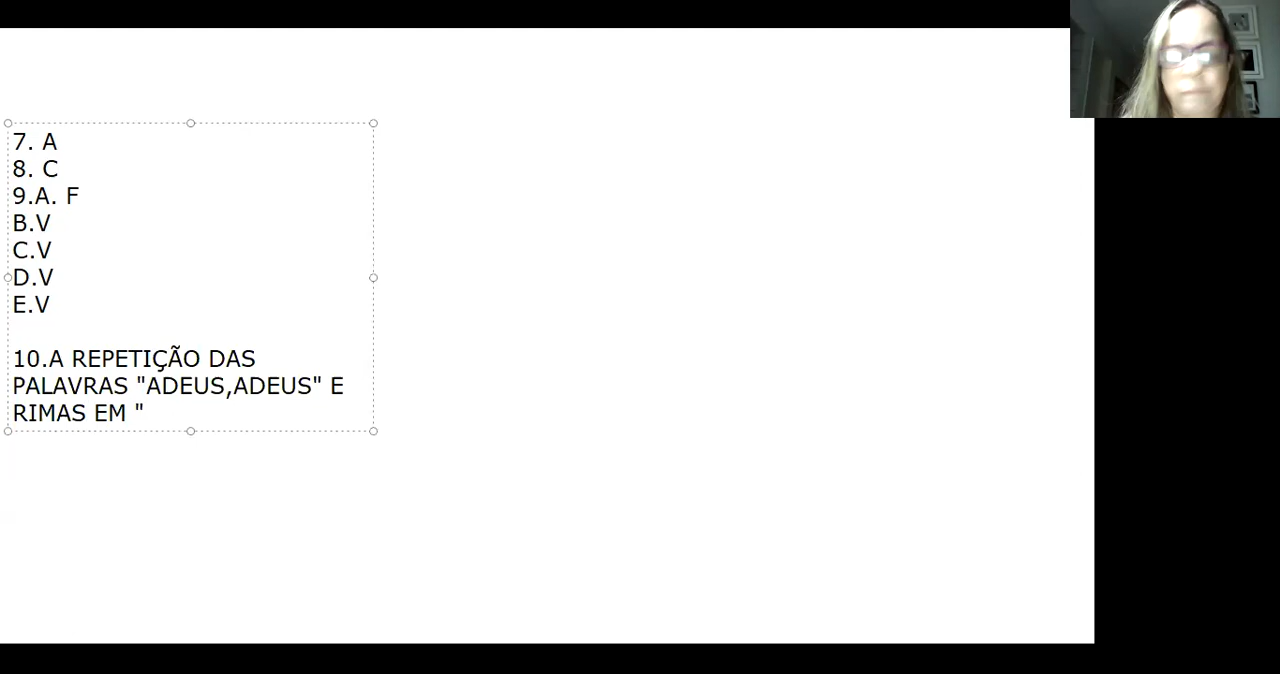 7. A
8. C
9.A. F
B.V
C.V
D.V
E.V
10.A REPETIÇÃO DAS
PALAVRAS "ADEUS,ADEUS" E
RIMAS EM "